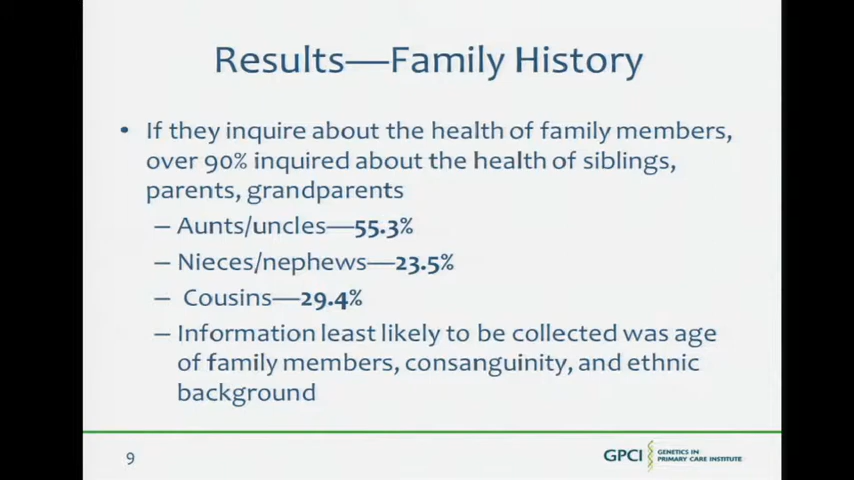 Results—Family History
• If they inquire about the health of family members,
over 90% inquired about the health of siblings,
parents, grandparents
– Aunts/uncles—55.3%
– Nieces/nephews—23.5%
– Cousins—29.4%
– Information least likely to be collected was age
of family members, consanguinity, and ethnic
background
9
GPCI
GENETICS IN
PRIMARY CARE INSTITUTE